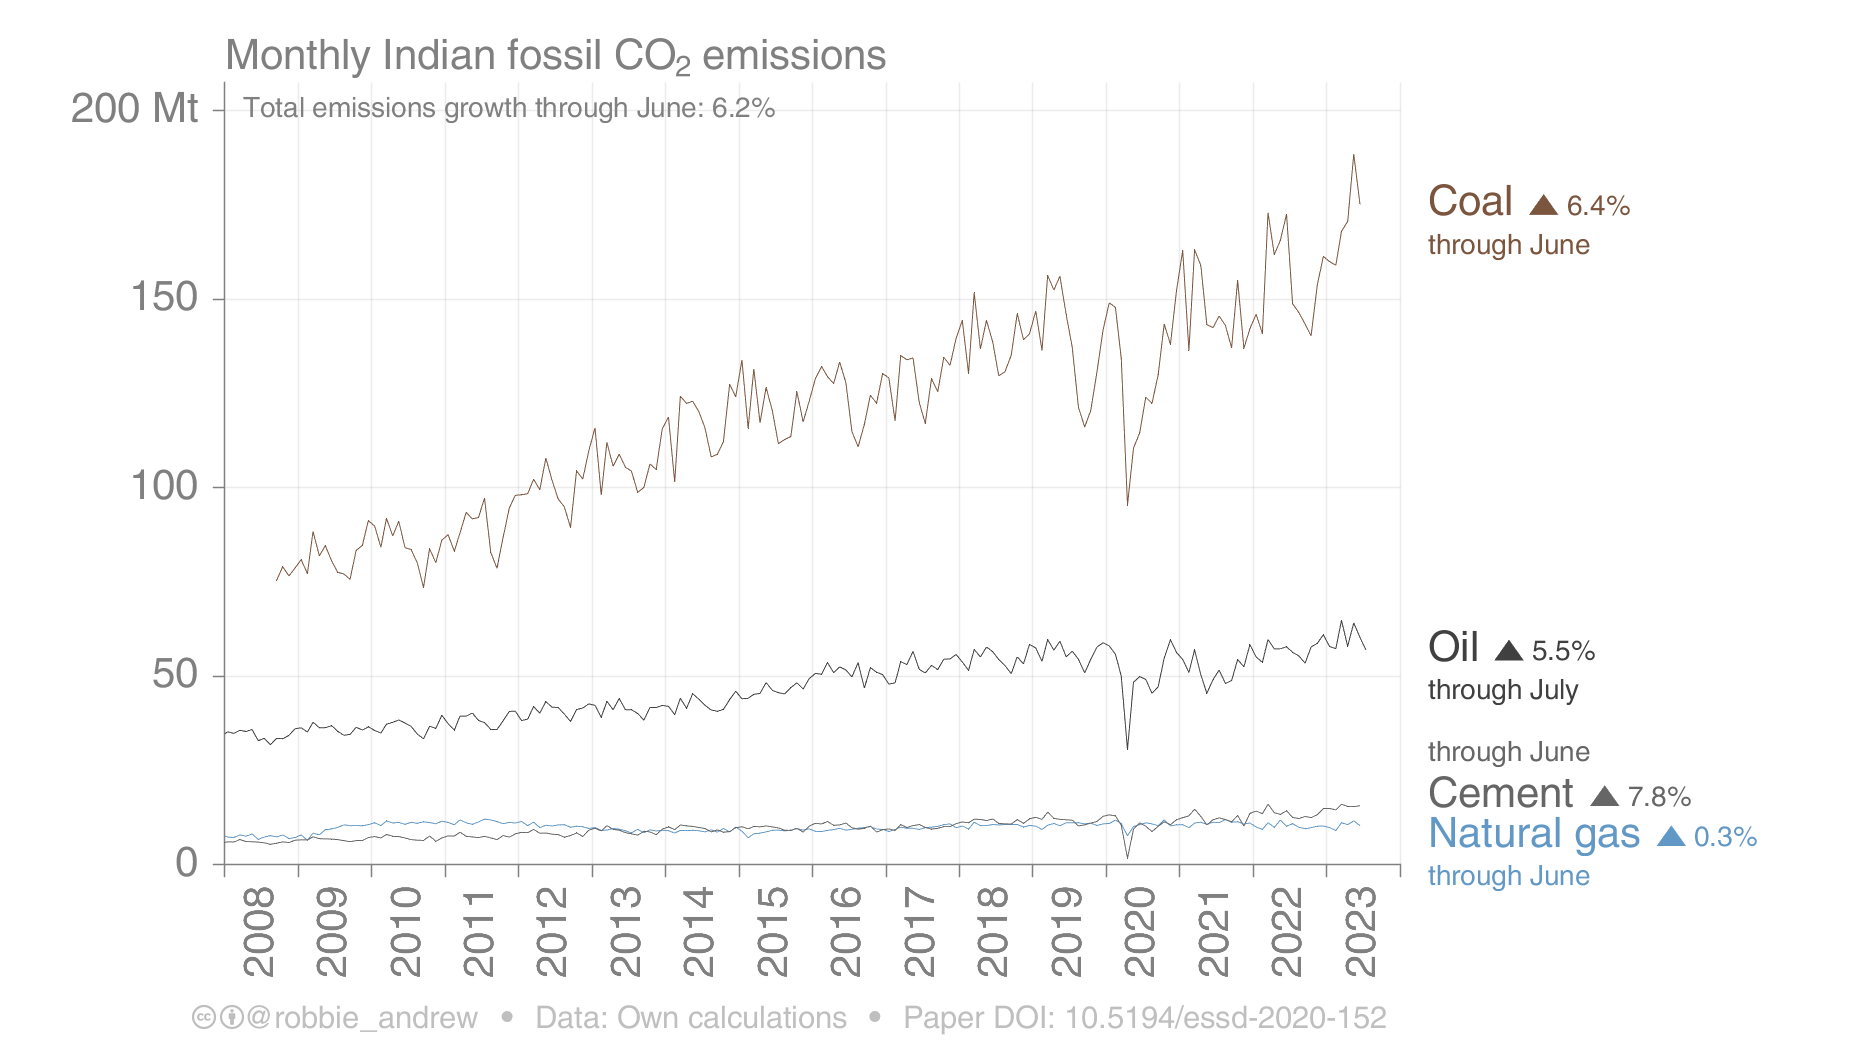 Monthly Indian fossil CO₂ emissions
200 Mt
Total emissions growth through June: 6.2%
150
100
50
0
Coal ▲ 6.4%
through June
Oil ▲ 5.5%
through July
through June
Cement ▲ 7.8%
Natural gas ▲ 0.3%
through June
2008 2009 2010 2011 2012 2013 2014 2015 2016 2017 2018 2019 2020 2021 2022 2023
@robbie_andrew • Data: Own calculations • Paper DOI: 10.5194/essd-2020-152